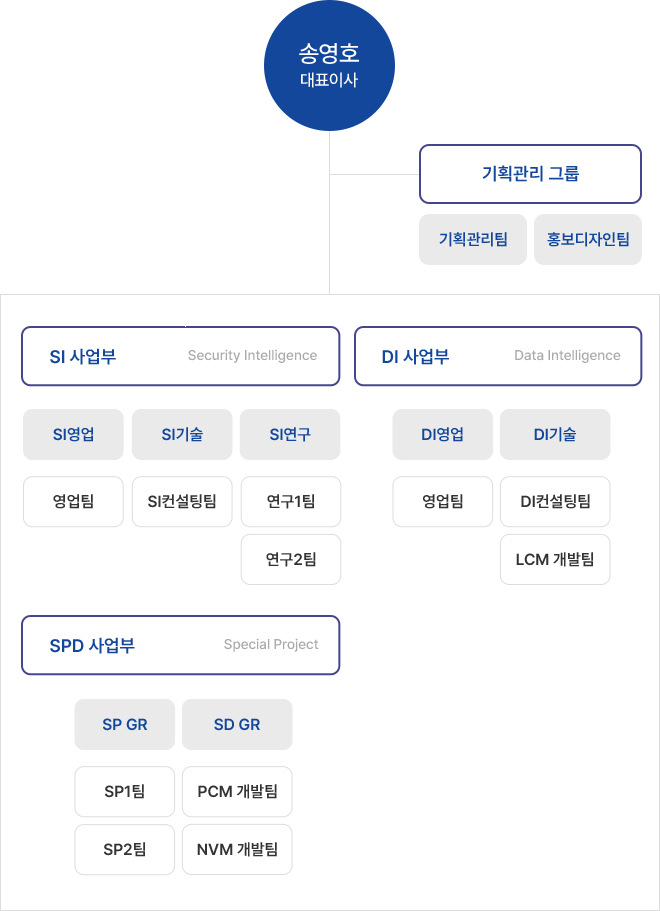 송영호
대표이사
기획관리 그룹
기획관리팀 홍보디자인팀
SI 사업부 Security Intelligence
DI 사업부 Data Intelligence
SI영업 SI기술 SI연구
DI영업 DI기술
영업팀 SI컨설팅팀 연구1팀
영업팀 DI컨설팅팀
연구2팀
LCM 개발팀
SPD 사업부 Special Project
SP GR SD GR
SP1팀 PCM 개발팀
SP2팀 NVM 개발팀